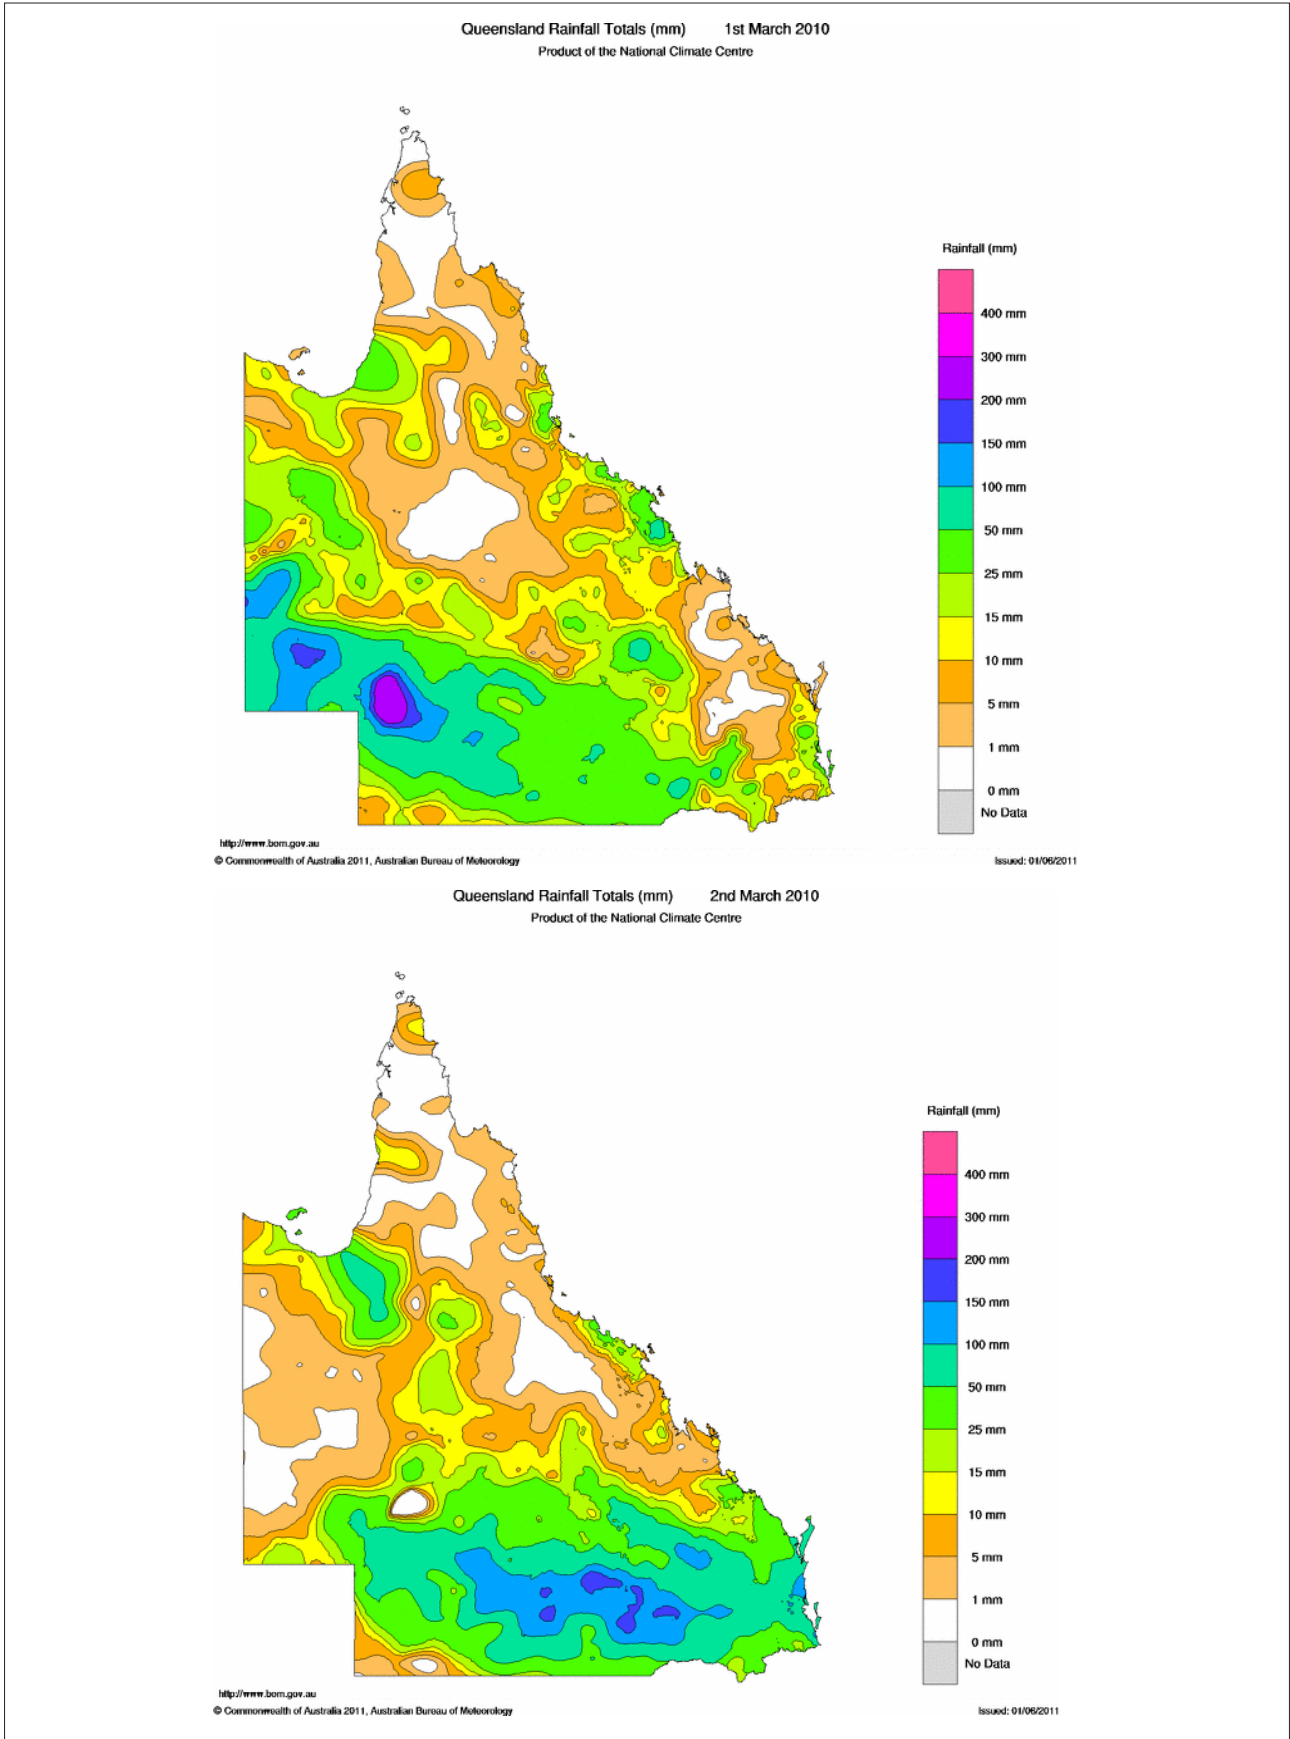 Queensland Rainfall Totals (mm) 1st March 2010
Product of the National Climate Centre
Rainfall (mm)
400 mm
300 mm
200 mm
150 mm
100 mm
50 mm
25 mm
15 mm
10 mm
5 mm
1 mm
0 mm
No Data
http://www.bom.gov.au
© Commonwealth of Australia 2011, Australian Bureau of Meteorology Issued: 01/06/2011
Queensland Rainfall Totals (mm) 2nd March 2010
Product of the National Climate Centre
Rainfall (mm)
400 mm
300 mm
200 mm
150 mm
100 mm
50 mm
25 mm
15 mm
10 mm
5 mm
1 mm
0 mm
No Data
http://www.bom.gov.au
© Commonwealth of Australia 2011, Australian Bureau of Meteorology Issued: 01/06/2011